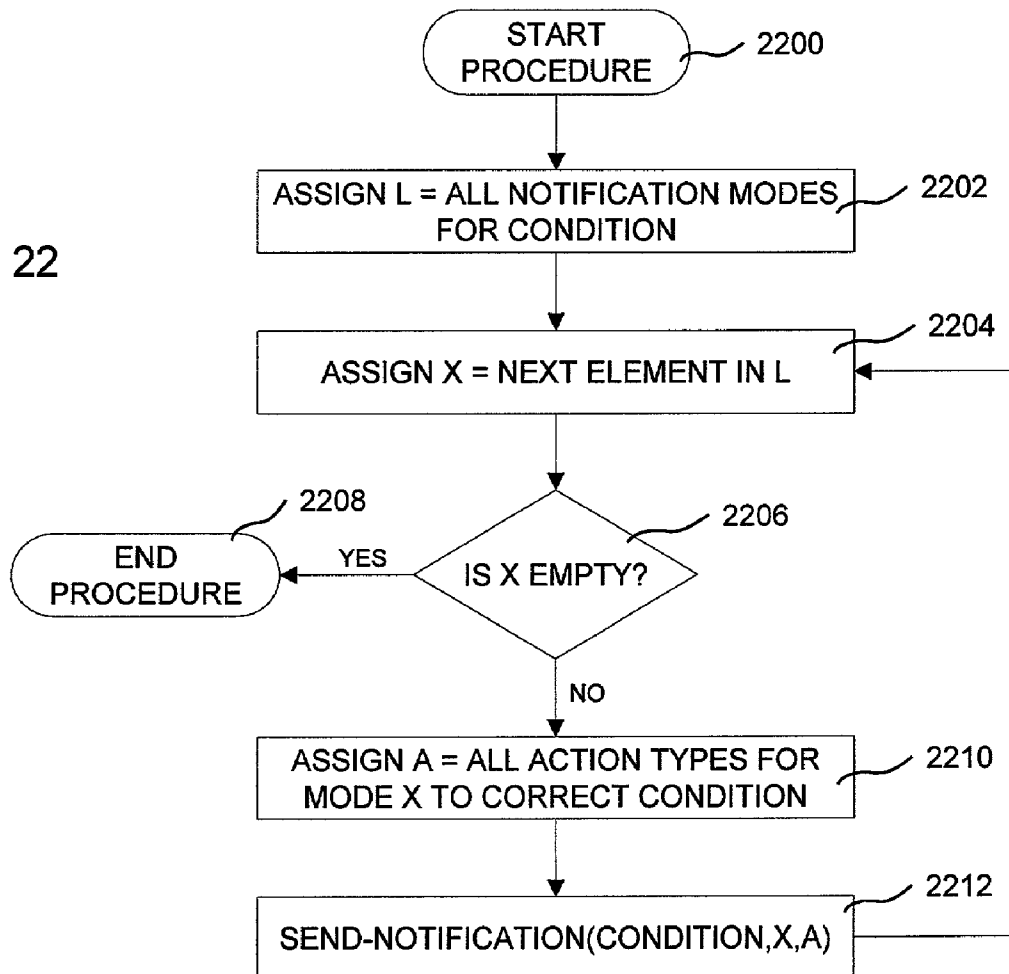 START
PROCEDURE
2200
ASSIGN L = ALL NOTIFICATION MODES
FOR CONDITION
2202
22
ASSIGN X = NEXT ELEMENT IN L
2204
IS X EMPTY?
2206
YES
END
PROCEDURE
2208
NO
ASSIGN A = ALL ACTION TYPES FOR
MODE X TO CORRECT CONDITION
2210
SEND-NOTIFICATION(CONDITION,X,A)
2212